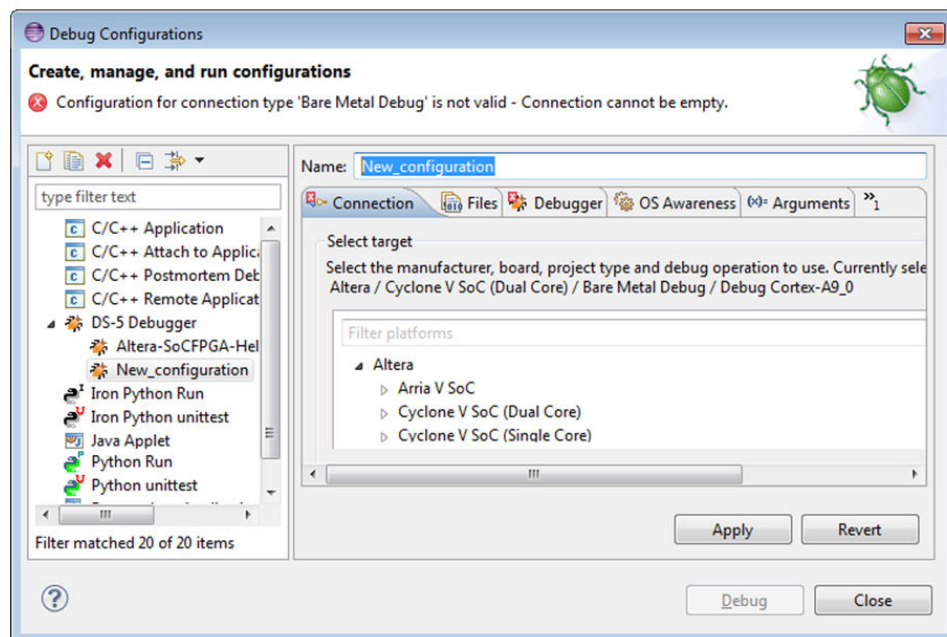 Debug Configurations
Create, manage, and run configurations
Configuration for connection type 'Bare Metal Debug' is not valid - Connection cannot be empty.
type filter text
C/C++ Application
C/C++ Attach to Applic
C/C++ Postmortem Deb
C/C++ Remote Applicat
DS-5 Debugger
Altera-SoCFPGA-Hel
New_configuration
Iron Python Run
Iron Python unittest
Java Applet
Python Run
Python unittest
Filter matched 20 of 20 items
Name: New_configuration
Connection Files Debugger OS Awareness Arguments »1
Select target
Select the manufacturer, board, project type and debug operation to use. Currently sele
Altera / Cyclone V SoC (Dual Core) / Bare Metal Debug / Debug Cortex-A9_0
Filter platforms
Altera
Arria V SoC
Cyclone V SoC (Dual Core)
Cyclone V SoC (Single Core)
Apply Revert
Debug Close